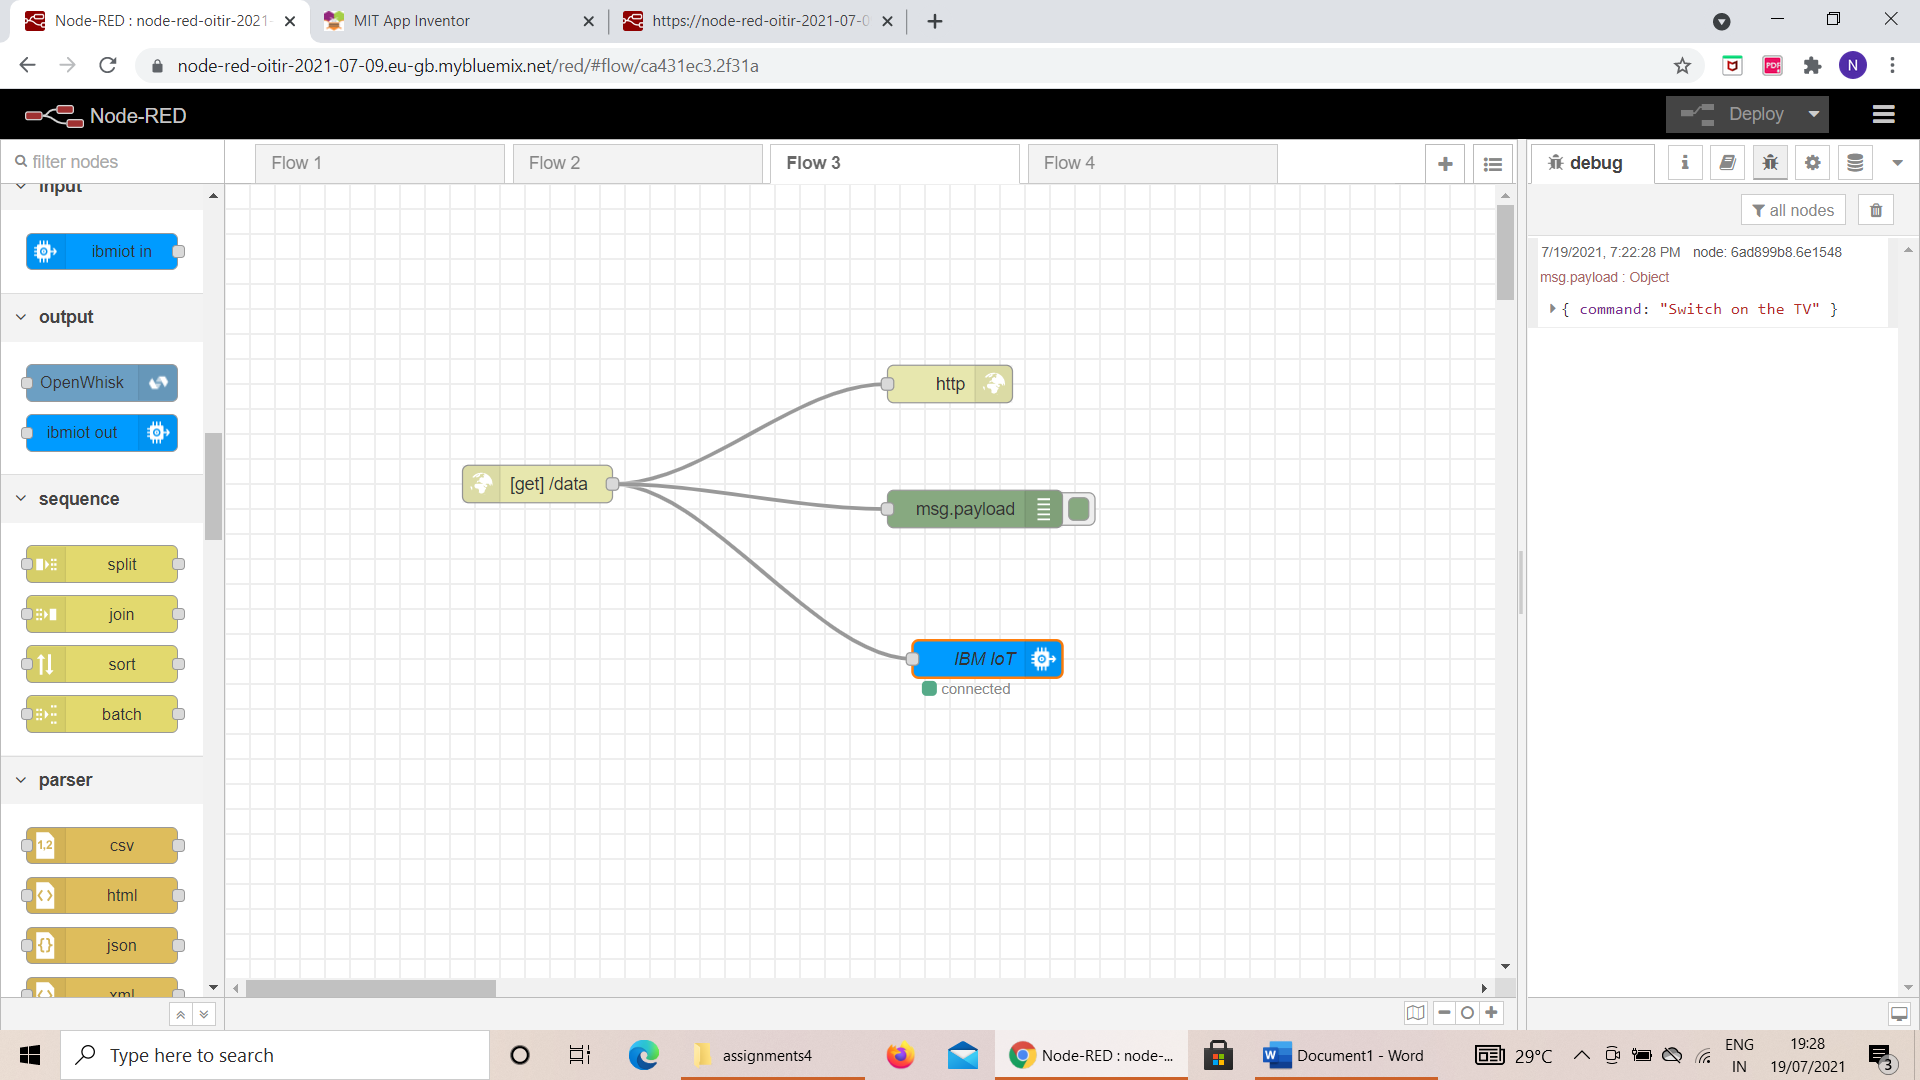 Node-RED : node-red-oitir-2021-
MIT App Inventor
https://node-red-oitir-2021-07-0
node-red-oitir-2021-07-09.eu-gb.mybluemix.net/red/#flow/ca431ec3.2f31a
N
Node-RED
Deploy
filter nodes
Flow 1
Flow 2
Flow 3
Flow 4
debug
input
all nodes
ibmiot in
7/19/2021, 7:22:28 PM node: 6ad899b8.6e1548
msg.payload : Object
{ command: "Switch on the TV" }
output
OpenWhisk
ibmiot out
http
[get] /data
msg.payload
IBM IoT
connected
sequence
split
join
sort
batch
parser
csv
html
json
xml
Type here to search
assignments4
Node-RED : node-...
Document1 - Word
29°C
ENG
IN
19:28
19/07/2021
3